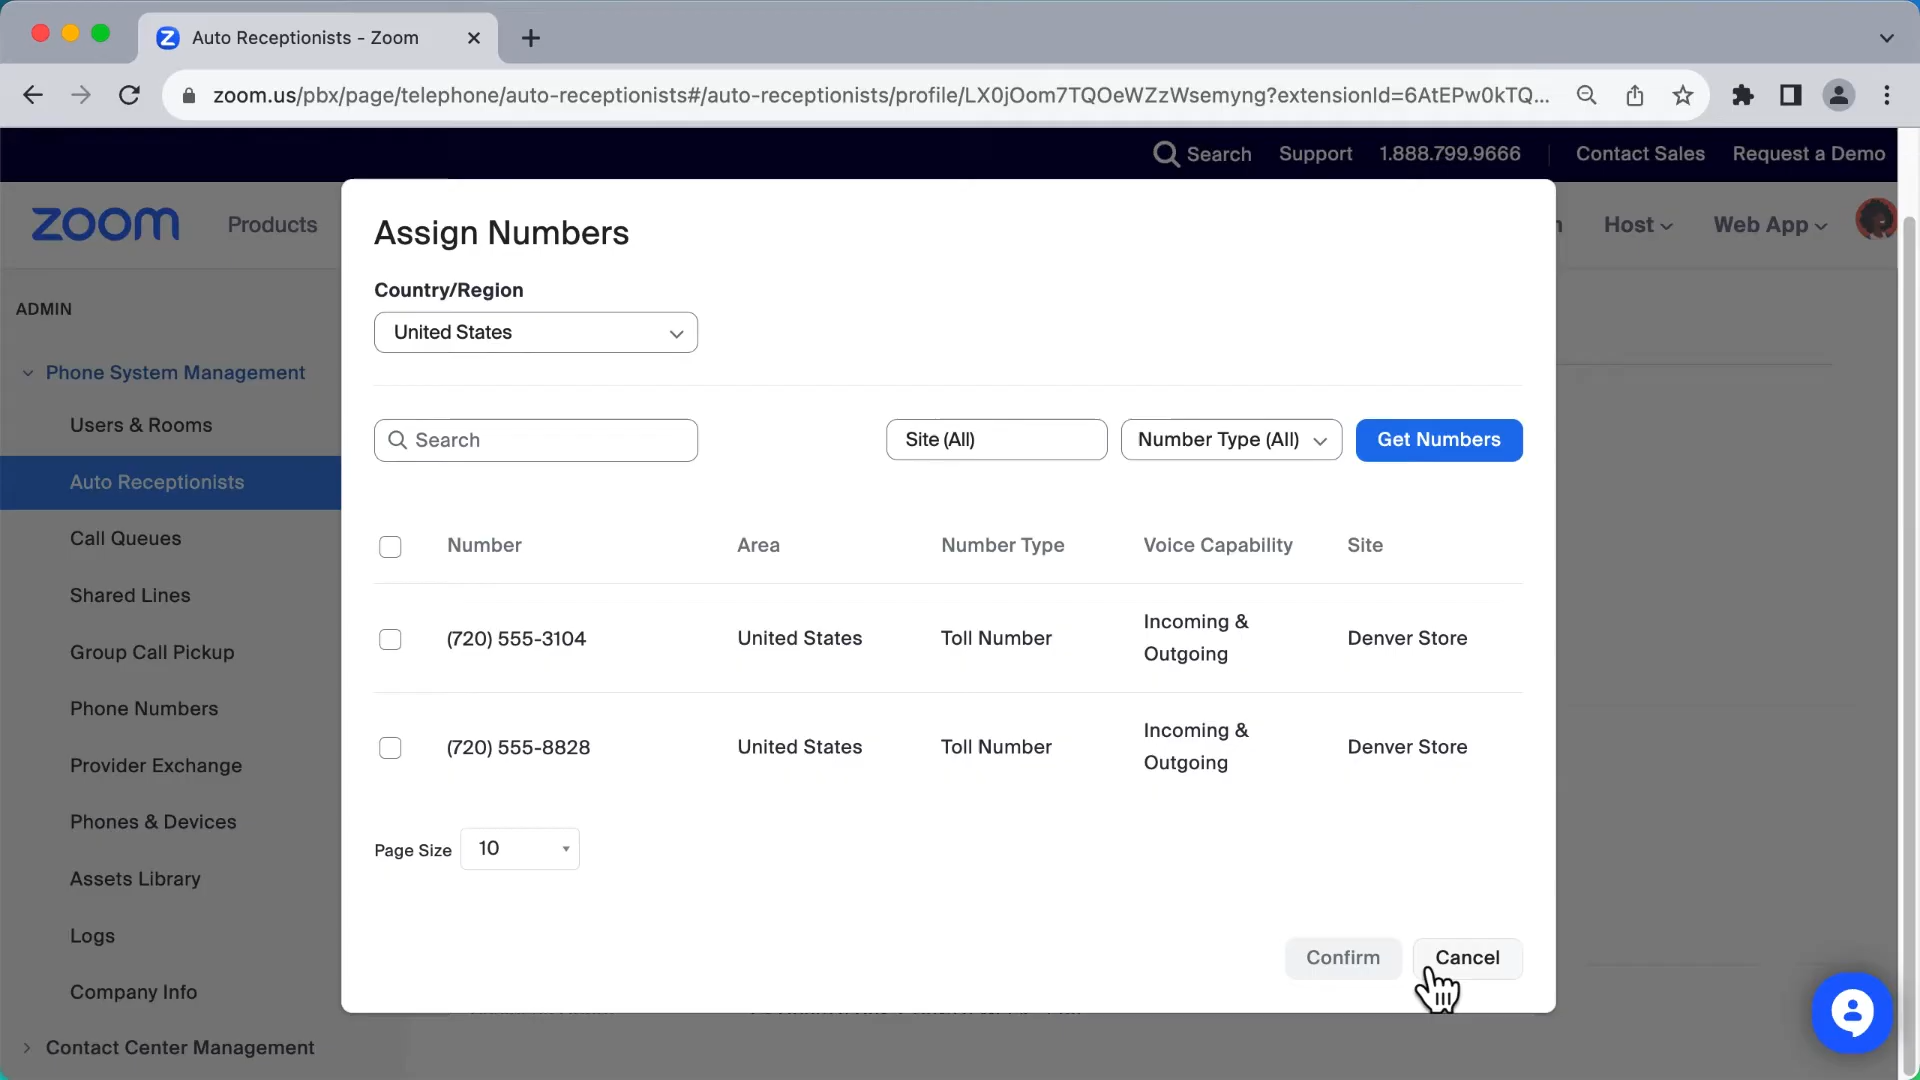 Auto Receptionists - Zoom
zoom.us/pbx/page/telephone/auto-receptionists#/auto-receptionists/profile/LX0jOom7TQOeWZzWsemyng?extensionId=6AtEPw0kTQ...
Search Support 1.888.799.9666 Contact Sales Request a Demo
zoom Products Host Web App
ADMIN
Phone System Management
Users & Rooms
Auto Receptionists
Call Queues
Shared Lines
Group Call Pickup
Phone Numbers
Provider Exchange
Phones & Devices
Assets Library
Logs
Company Info
Contact Center Management
Assign Numbers
Country/Region
United States
Search Site (All) Number Type (All) Get Numbers
Number Area Number Type Voice Capability Site
(720) 555-3104 United States Toll Number Incoming & Outgoing Denver Store
(720) 555-8828 United States Toll Number Incoming & Outgoing Denver Store
Page Size 10
Confirm Cancel